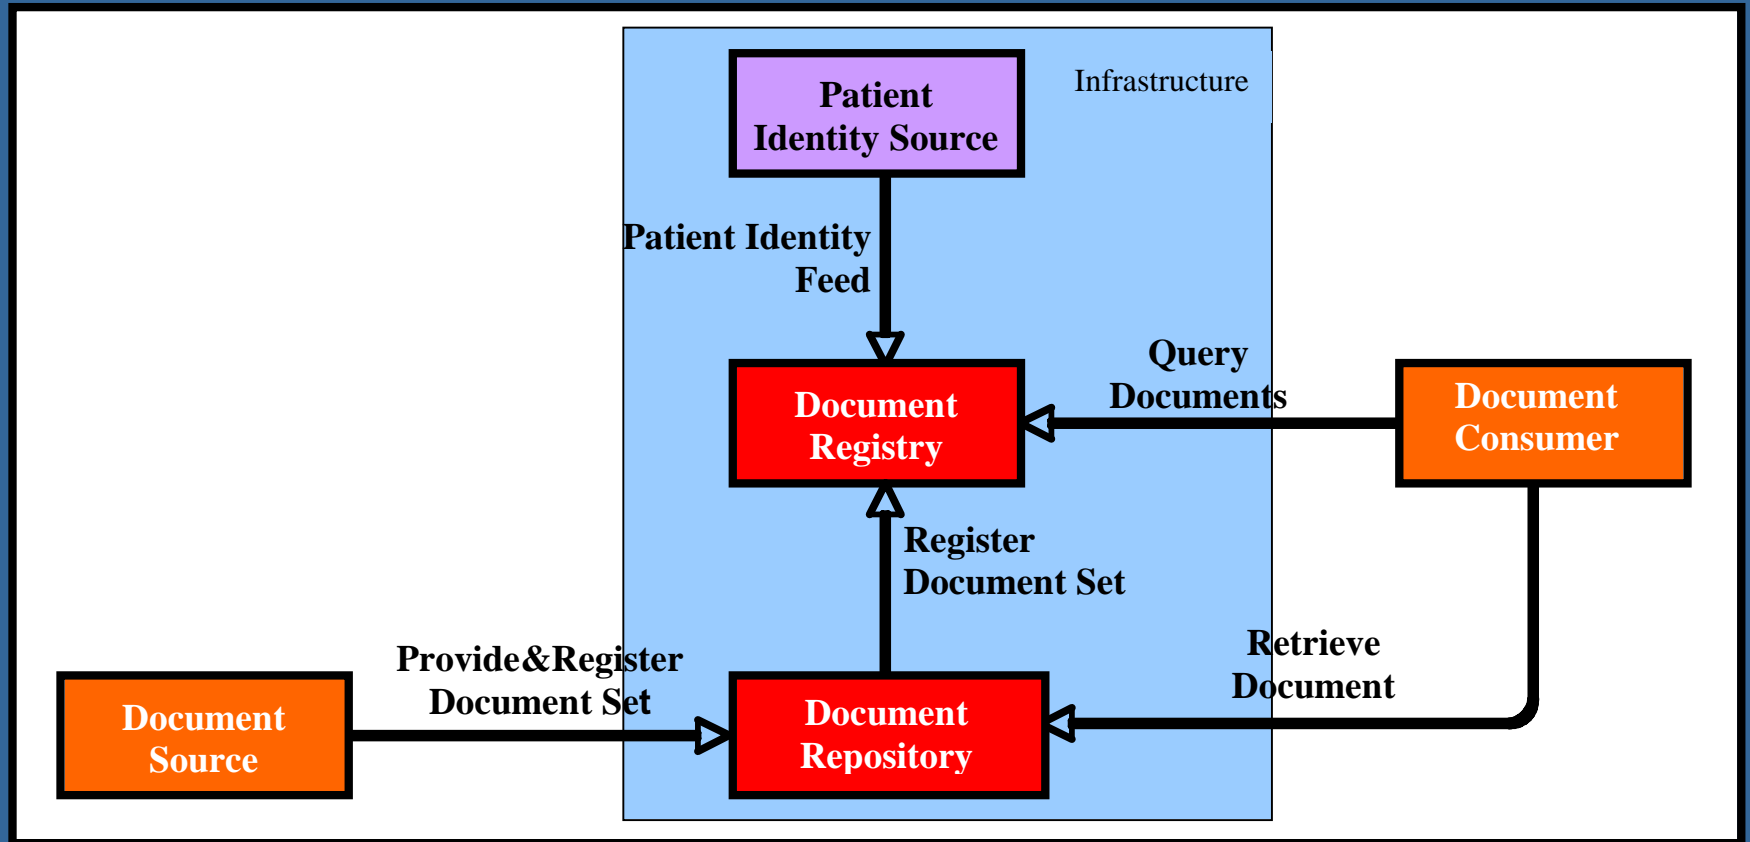 Infrastructure
Patient
Identity Source
Patient Identity
Feed
Query
Documents
Document
Registry
Document
Consumer
Register
Document Set
Retrieve
Document
Provide&Register
Document Set
Document
Source
Document
Repository